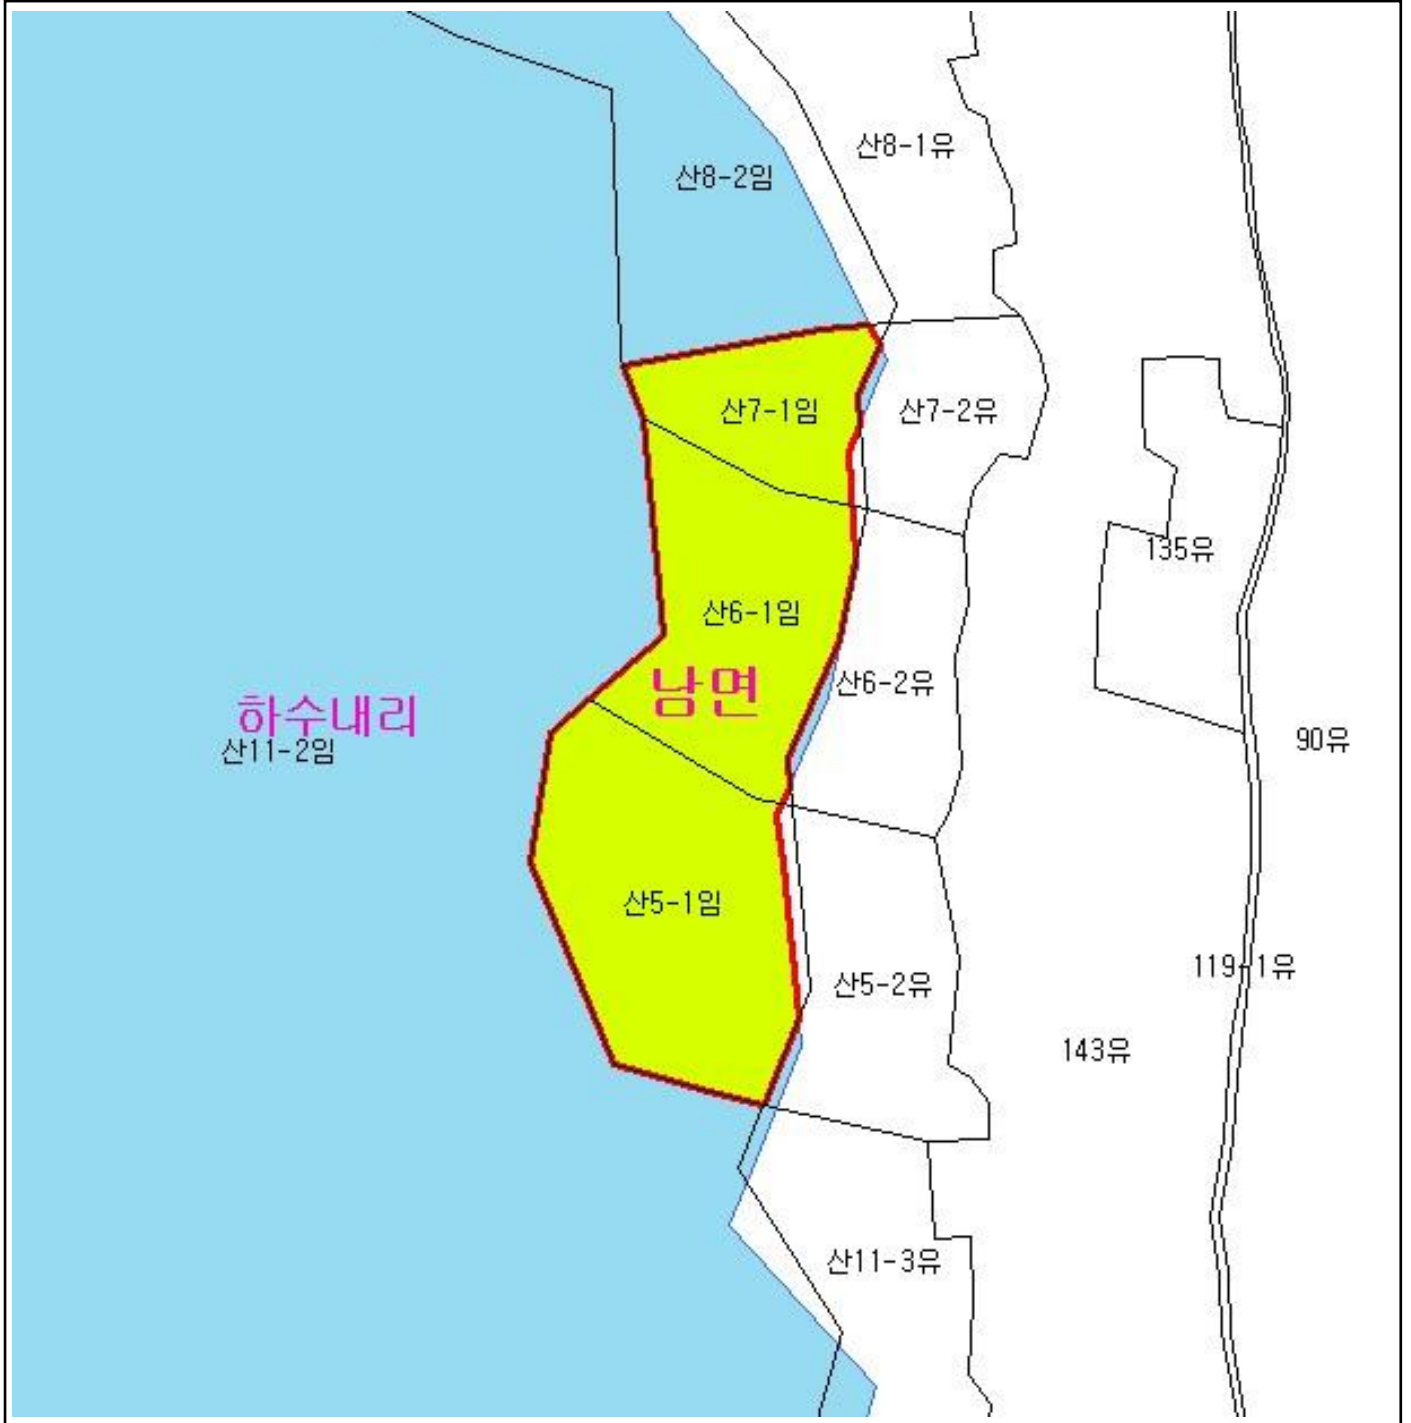 산8-1유
산8-2임
산7-1임
산7-2유
135유
산6-1임
산6-2유
남면
하수내리
산11-2임
90유
산5-1임
산5-2유
119-1유
143유
산11-3유